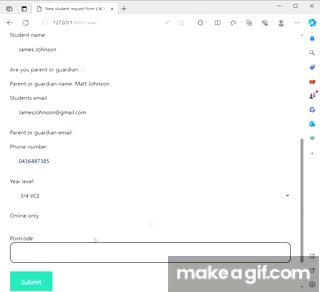 New student request form | AC
127.0.0.1
Student name:
James Johnson
Are you parent or guardian:
Parent or guardian name: Matt Johnson
Students email:
JamesJohnson@gmail.com
Parent or guardian email:
Phone number:
0436487385
Year level:
3/4 VCE
Online only:
Postcode:
Submit
makeagif.com